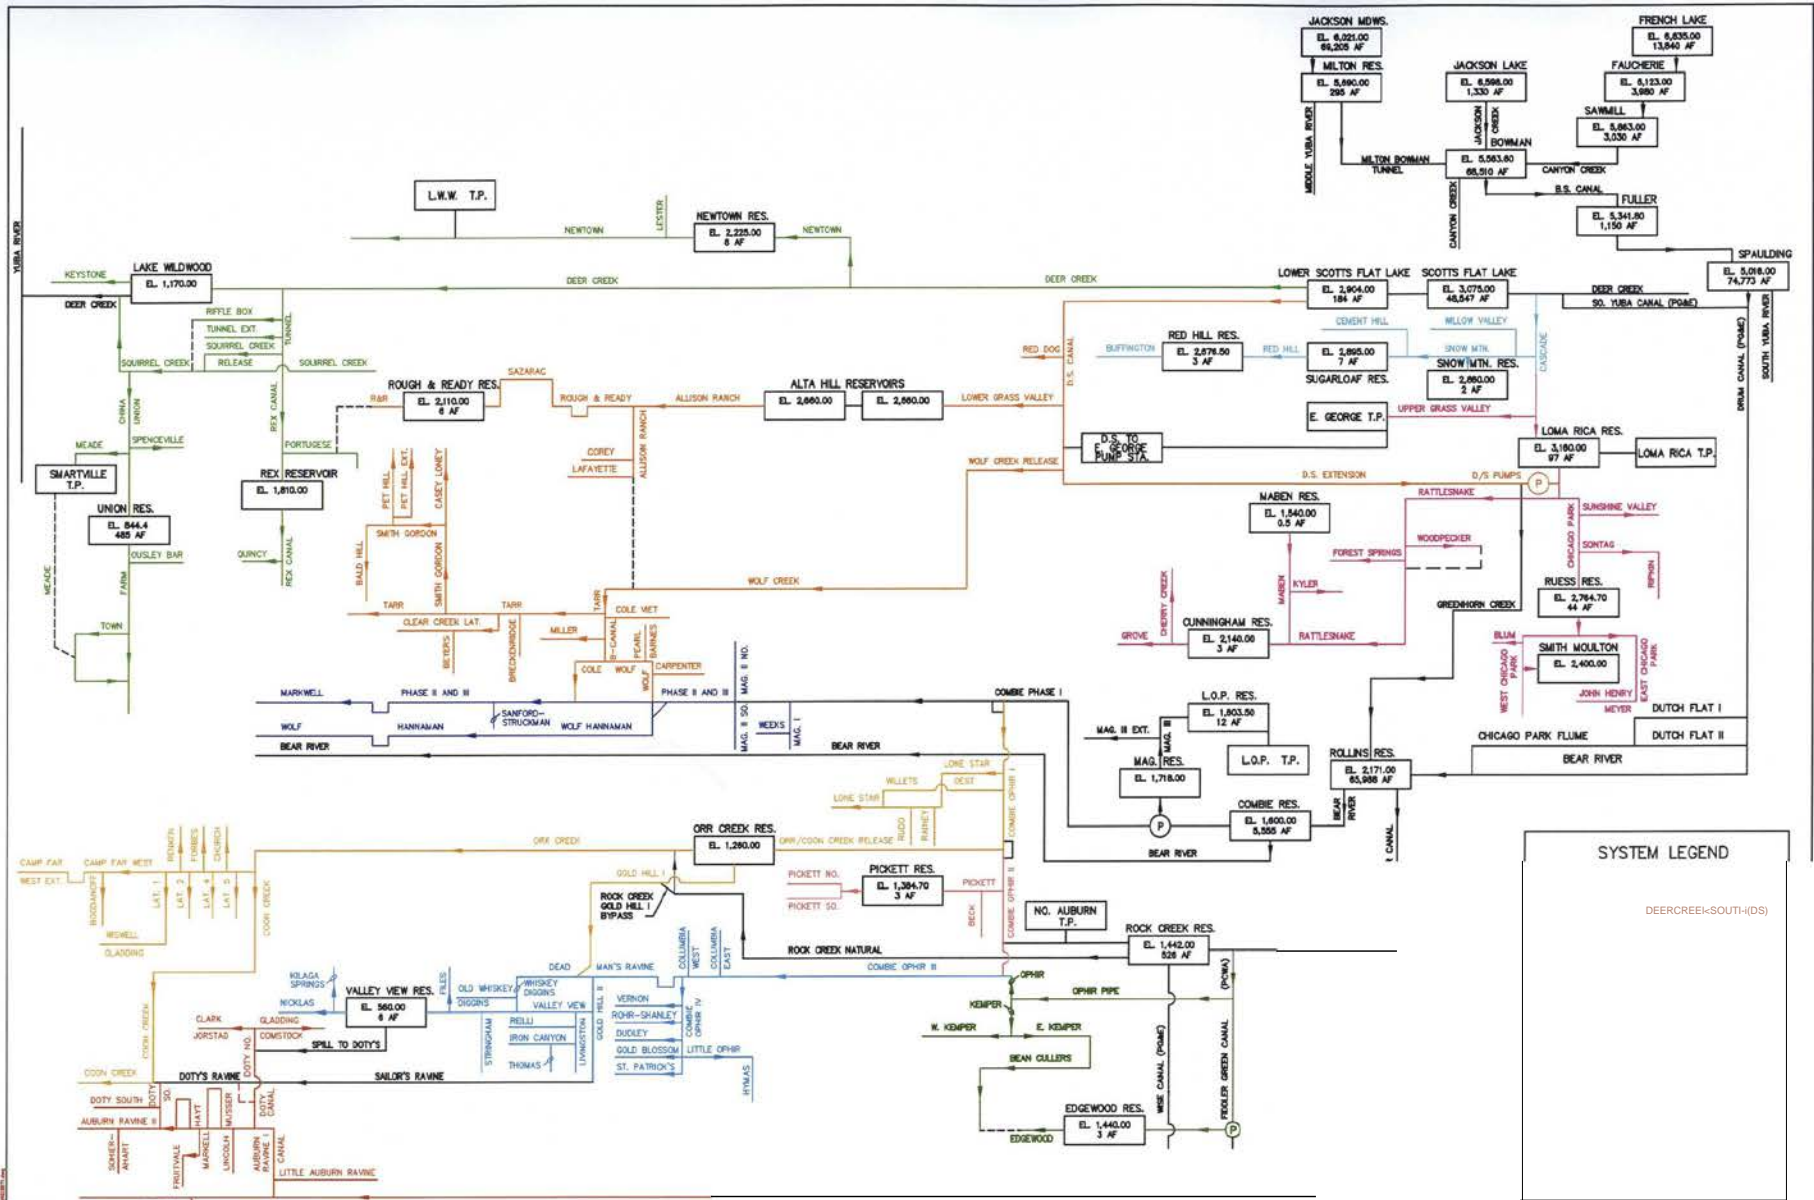 JACKSON MDWS.
EL. 6,021.00
69,205 AF
FRENCH LAKE
EL. 6,835.00
13,840 AF
MILTON RES.
EL. 5,690.00
295 AF
JACKSON LAKE
EL. 6,598.00
1,330 AF
FAUCHERIE
EL. 6,123.00
3,980 AF
SAWMILL
EL. 5,863.00
3,030 AF
MIDDLE YUBA RIVER
JACKSON
CREEK
BOWMAN
EL. 5,563.60
68,510 AF
MILTON BOWMAN
TUNNEL
CANYON CREEK
CANYON CREEK
B.S. CANAL
FULLER
EL. 5,341.80
1,150 AF
SPAULDING
EL. 5,016.00
74,773 AF
SOUTH YUBA RIVER
DRUM CANAL (PG&E)
L.W.W. T.P.
NEWTOWN
LESTER
NEWTOWN RES.
EL. 2,225.00
8 AF
NEWTOWN
YUBA RIVER
KEYSTONE
LAKE WILDWOOD
EL. 1,170.00
DEER CREEK
DEER CREEK
DEER CREEK
LOWER SCOTTS FLAT LAKE
EL. 2,904.00
184 AF
SCOTTS FLAT LAKE
EL. 3,075.00
48,547 AF
DEER CREEK
SO. YUBA CANAL (PG&E)
RIFFLE BOX
TUNNEL EXT.
SQUIRREL CREEK
TUNNEL
SQUIRREL CREEK
RELEASE
SQUIRREL CREEK
CEMENT HILL
WILLOW VALLEY
RED DOG
D.S. CANAL
BUFFINGTON
RED HILL RES.
EL. 2,876.50
3 AF
RED HILL
EL. 2,895.00
7 AF
SUGARLOAF RES.
SNOW MTN.
SNOW MTN. RES.
EL. 2,860.00
2 AF
CASCADE
SAZARAC
ROUGH & READY RES.
EL. 2,110.00
6 AF
R&R
ROUGH & READY
ALLISON RANCH
ALTA HILL RESERVOIRS
EL. 2,660.00
EL. 2,660.00
LOWER GRASS VALLEY
E. GEORGE T.P.
UPPER GRASS VALLEY
CHINA
UNION
REX CANAL
MEADE
SPENCEVILLE
PORTUGESE
ALLISON RANCH
COREY
LAFAYETTE
D.S. TO
E. GEORGE
PUMP STA.
LOMA RICA RES.
EL. 3,160.00
97 AF
LOMA RICA T.P.
WOLF CREEK RELEASE
D.S. EXTENSION
D/S PUMPS
P
SMARTVILLE
T.P.
REX RESERVOIR
EL. 1,810.00
PET HILL
PET HILL EXT.
CASEY LONEY
RATTLESNAKE
MABEN RES.
EL. 1,540.00
0.5 AF
CHICAGO PARK
SUNSHINE VALLEY
UNION RES.
EL. 844.4
485 AF
SMITH GORDON
WOODPECKER
FOREST SPRINGS
SONTAG
RIPKIN
OUSLEY BAR
QUINCY
REX CANAL
BALD HILL
SMITH GORDON
MEADE
FARM
WOLF CREEK
CHERRY CREEK
MABEN
KYLER
RUESS RES.
EL. 2,764.70
44 AF
GREENHORN CREEK
TARR
TARR
TARR
COLE VIET
TOWN
CLEAR CREEK LAT.
BEYERS
BRECKENRIDGE
MILLER
B-CANAL
PEARL
BARNES
GROVE
CUNNINGHAM RES.
EL. 2,140.00
3 AF
RATTLESNAKE
BLUM
SMITH MOULTON
EL. 2,400.00
WEST CHICAGO
PARK
EAST CHICAGO
PARK
JOHN HENRY
MEYER
COLE
WOLF
WOLF
CARPENTER
MAG. II NO.
MAG. II SO.
MARKWELL
PHASE II AND III
PHASE II AND III
COMBIE PHASE I
L.O.P. RES.
EL. 1,803.50
12 AF
DUTCH FLAT I
SANFORD-
STRUCKMAN
WOLF
HANNAMAN
WOLF HANNAMAN
WEEKS
MAG. I
MAG. III EXT.
MAG. III
CHICAGO PARK FLUME
DUTCH FLAT II
BEAR RIVER
BEAR RIVER
L.O.P. T.P.
BEAR RIVER
ROLLINS RES.
EL. 2,171.00
65,988 AF
MAG. RES.
EL. 1,718.00
LONE STAR
WILLETS
DEST
COMBIE OPHIR I
LONE STAR
RUDD
RAINEY
COMBIE RES.
EL. 1,600.00
5,555 AF
P
BEAR
RIVER
R CANAL
BEAR RIVER
RENKEN
FORBES
CHURCH
ORR CREEK
ORR CREEK RES.
EL. 1,260.00
ORR/COON CREEK RELEASE
SYSTEM LEGEND
CAMP FAR
WEST EXT.
CAMP FAR WEST
BOGDANOFF
LAT. 1
LAT. 2
LAT. 4
LAT. 5
COON CREEK
GOLD HILL I
ROCK CREEK
GOLD HILL I
BYPASS
PICKETT NO.
PICKETT SO.
PICKETT RES.
EL. 1,384.70
3 AF
PICKETT
BECK
COMBIE OPHIR II
NO. AUBURN
T.P.
DEERCREEI<SOUTI-i(DS)
WISWELL
GLADDING
COLUMBIA
WEST
COLUMBIA
EAST
ROCK CREEK NATURAL
ROCK CREEK RES.
EL. 1,442.00
526 AF
(PCWA)
KILAGA
SPRINGS
NICKLAS
VALLEY VIEW RES.
EL. 560.00
6 AF
FILES
OLD WHISKEY
DIGGINS
WHISKEY
DIGGINS
DEAD
MAN'S RAVINE
COMBIE OPHIR III
OPHIR
OPHIR PIPE
KEMPER
VALLEY VIEW
GOLD HILL II
VERNON
ROHR-SHANLEY
DUDLEY
COMBIE
OPHIR IV
CLARK
JORSTAD
GLADDING
COMSTOCK
SPILL TO DOTY'S
REILLI
IRON CANYON
THOMAS
STRINGHAM
LIVINGSTON
GOLD BLOSSOM
LITTLE OPHIR
ST. PATRICK'S
HYMAS
W. KEMPER
E. KEMPER
BEAN CULLERS
COON CREEK
DOTY NO.
COON CREEK
DOTY'S RAVINE
SAILOR'S RAVINE
WISE CANAL (PG&E)
FIDDLER GREEN CANAL
DOTY SOUTH
DOTY
SO.
HAYT
MUSSER
DOTY
CANAL
AUBURN RAVINE II
SOHIER-
AHART
FRUITVALE
MARKELL
LINCOLN
AUBURN
RAVINE I
CANAL
EDGEWOOD RES.
EL. 1,440.00
3 AF
EDGEWOOD
P
LITTLE AUBURN RAVINE